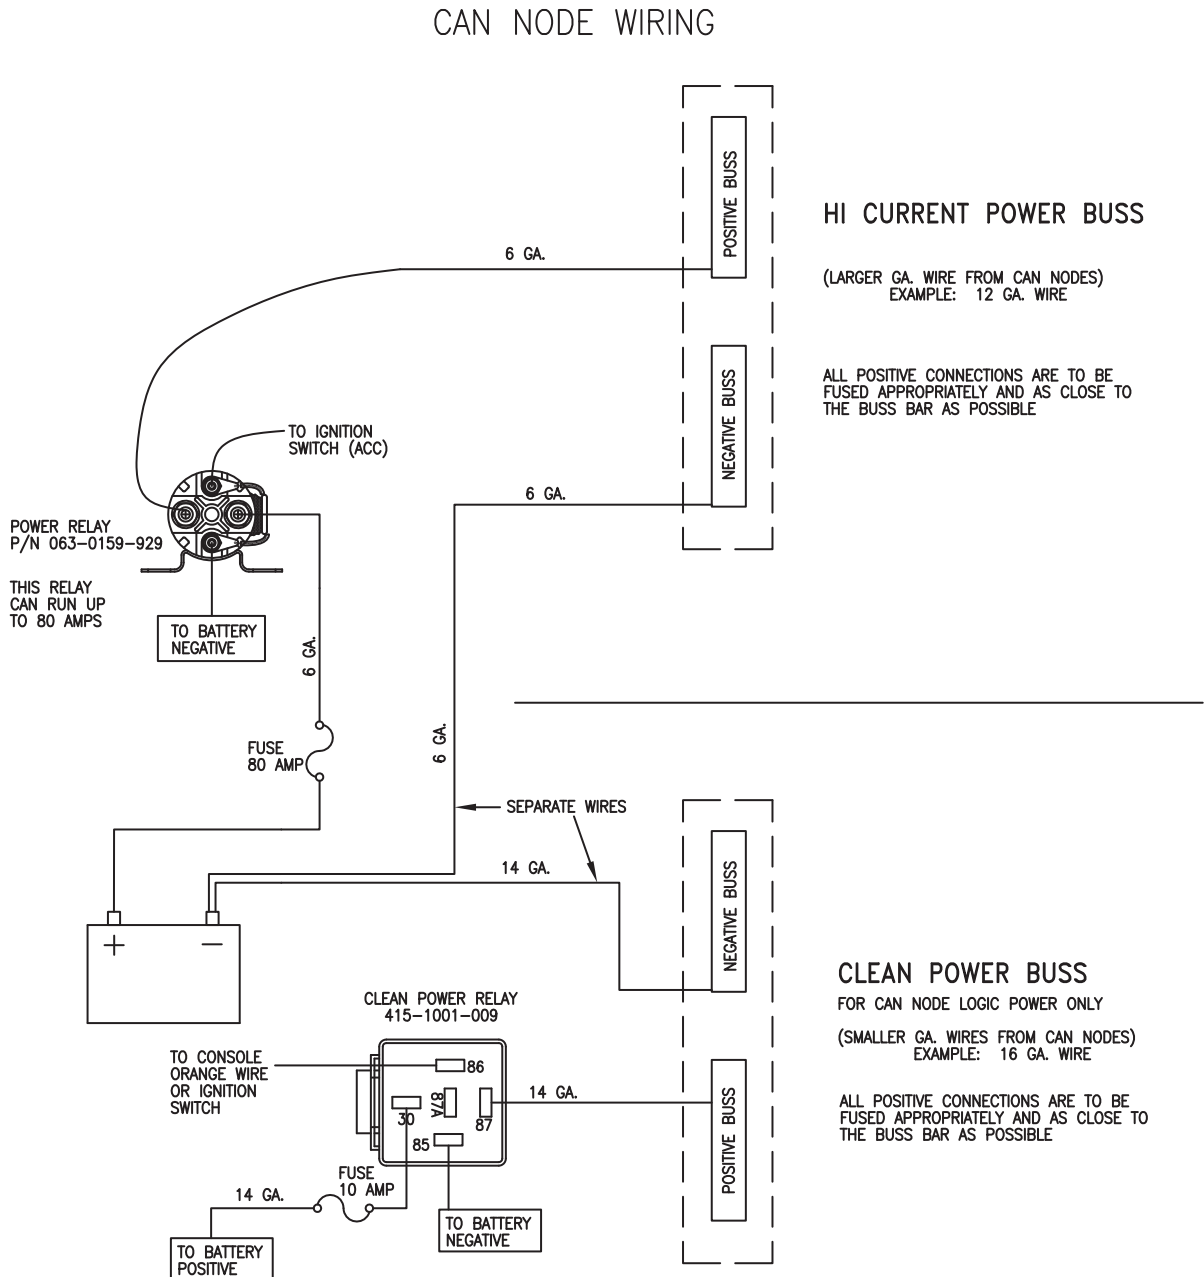 CAN NODE WIRING
POSITIVE BUSS
HI CURRENT POWER BUSS
6 GA.
(LARGER GA. WIRE FROM CAN NODES)
EXAMPLE: 12 GA. WIRE
NEGATIVE BUSS
ALL POSITIVE CONNECTIONS ARE TO BE
FUSED APPROPRIATELY AND AS CLOSE TO
THE BUSS BAR AS POSSIBLE
TO IGNITION
SWITCH (ACC)
6 GA.
POWER RELAY
P/N 063-0159-929
THIS RELAY
CAN RUN UP
TO 80 AMPS
TO BATTERY
NEGATIVE
6 GA.
6 GA.
FUSE
80 AMP
SEPARATE WIRES
14 GA.
NEGATIVE BUSS
+
-
CLEAN POWER BUSS
FOR CAN NODE LOGIC POWER ONLY
(SMALLER GA. WIRES FROM CAN NODES)
EXAMPLE: 16 GA. WIRE
CLEAN POWER RELAY
415-1001-009
TO CONSOLE
ORANGE WIRE
OR IGNITION
SWITCH
86
87A
30
87
85
14 GA.
POSITIVE BUSS
ALL POSITIVE CONNECTIONS ARE TO BE
FUSED APPROPRIATELY AND AS CLOSE TO
THE BUSS BAR AS POSSIBLE
FUSE
10 AMP
14 GA.
TO BATTERY
NEGATIVE
TO BATTERY
POSITIVE